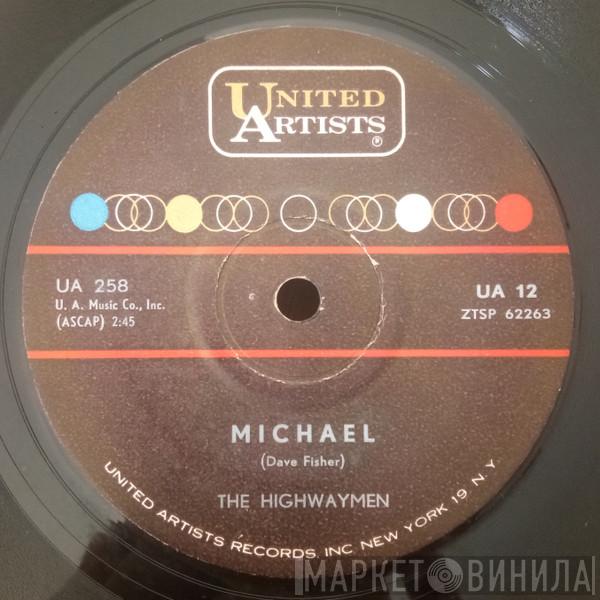 UNITED
ARTISTS
®
UA 258
U. A. Music Co., Inc.
(ASCAP) 2:45
UA 12
ZTSP 62263
MICHAEL
(Dave Fisher)
THE HIGHWAYMEN
UNITED ARTISTS RECORDS, INC NEW YORK 19 N. Y.
МАРКЕТ ВИНИЛА